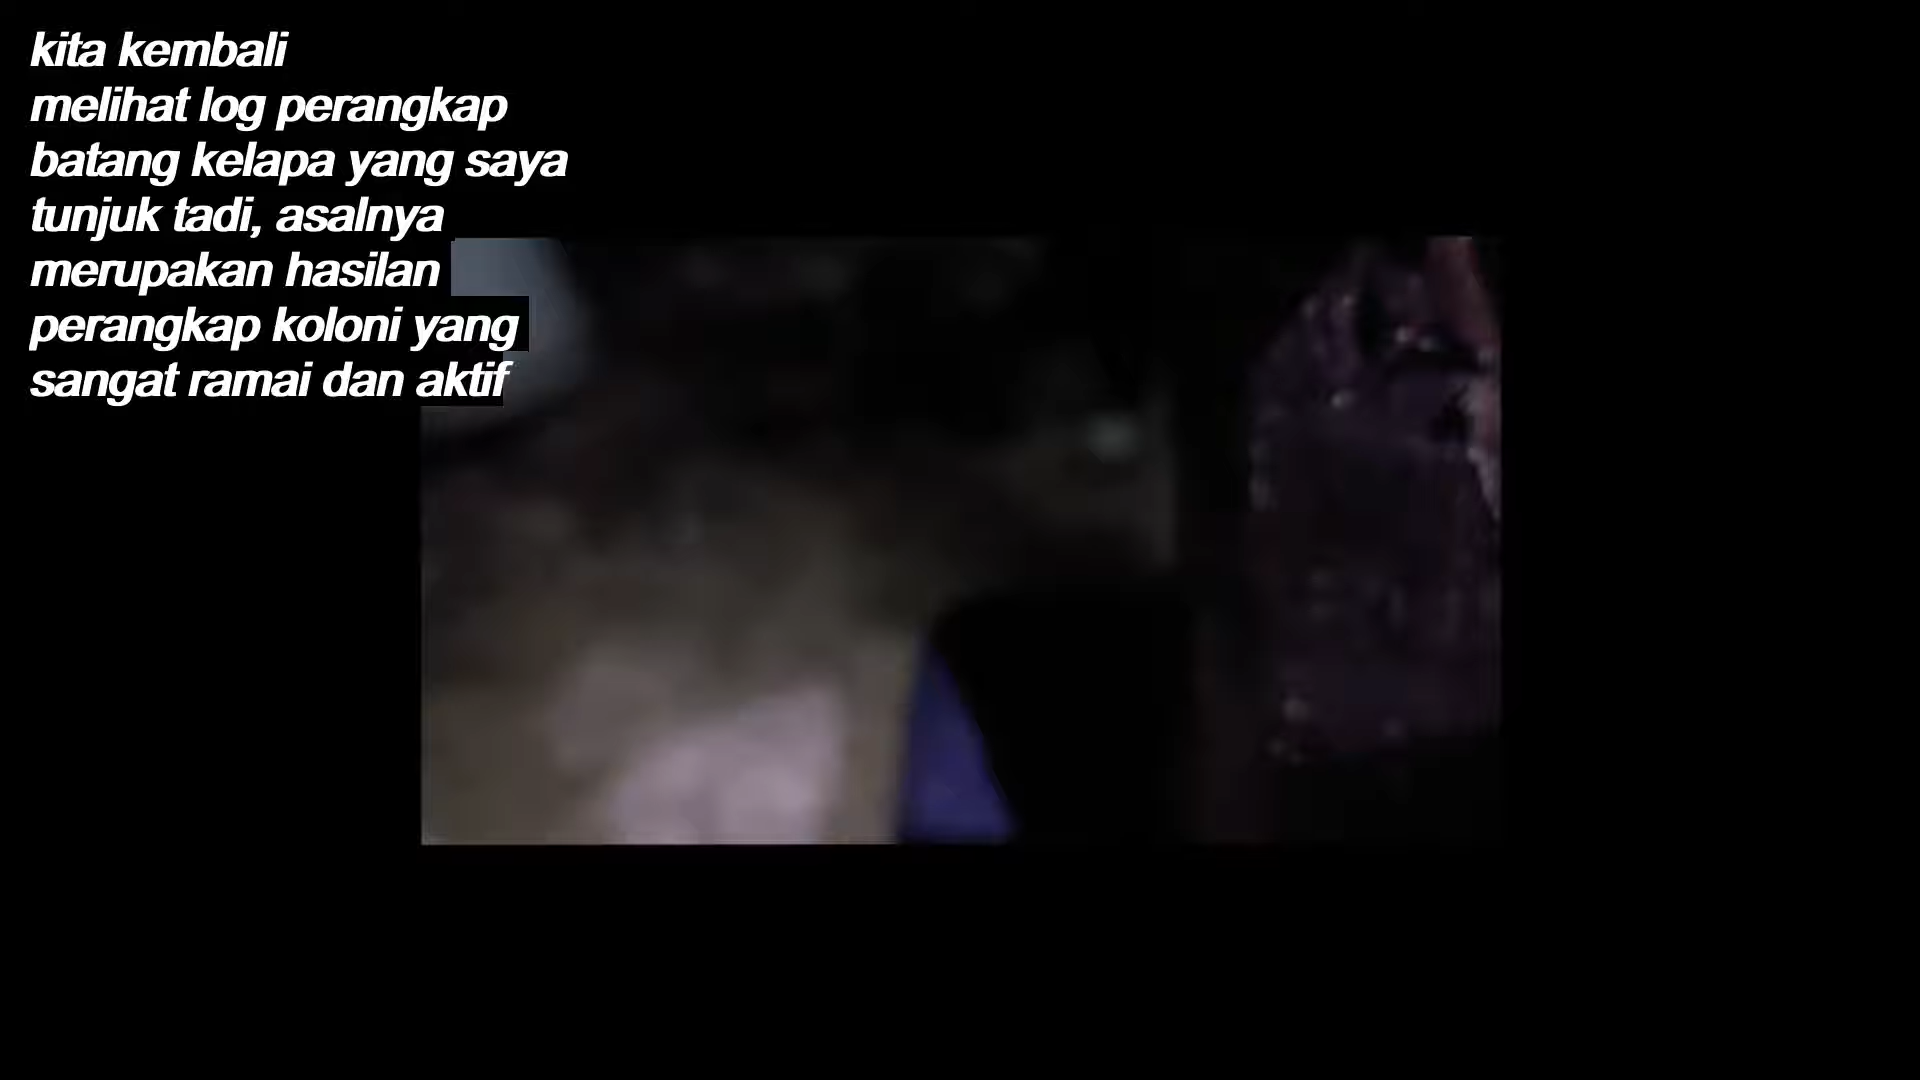 kita kembali
melihat log perangkap
batang kelapa yang saya
tunjuk tadi, asalnya
merupakan hasilan
perangkap koloni yang
sangat ramai dan aktif